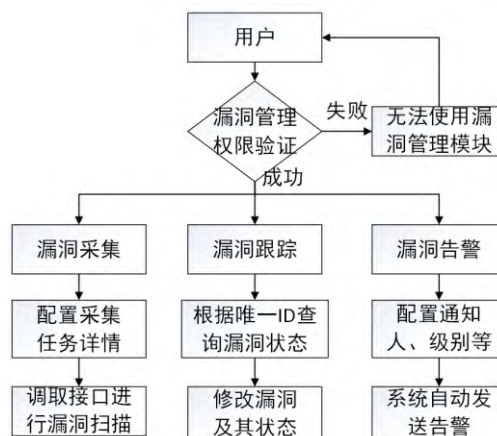 用户
漏洞管理
权限验证
失败
无法使用漏
洞管理模块
成功
漏洞采集
漏洞跟踪
漏洞告警
配置采集
任务详情
根据唯一ID查
询漏洞状态
配置通知
人、级别等
调取接口进
行漏洞扫描
修改漏洞
及其状态
系统自动发
送告警